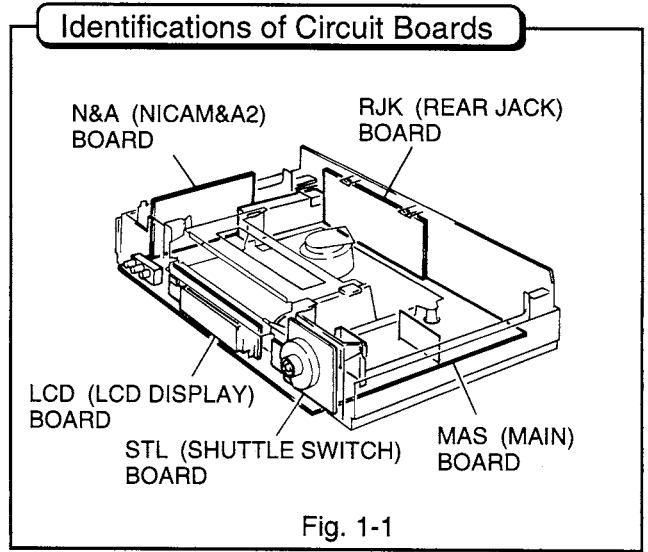 Identifications of Circuit Boards
N&A (NICAM&A2)
BOARD
RJK (REAR JACK)
BOARD
LCD (LCD DISPLAY)
BOARD
STL (SHUTTLE SWITCH)
BOARD
MAS (MAIN)
BOARD
Fig. 1-1